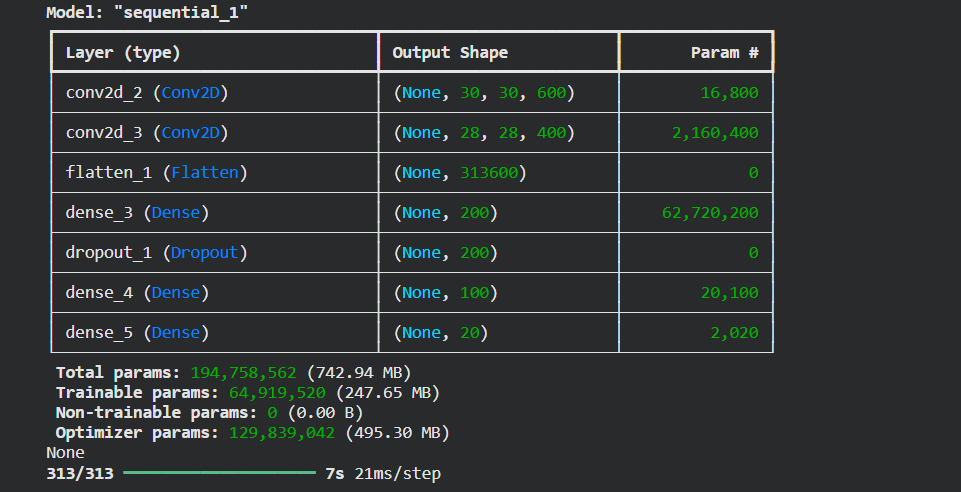 Model: "sequential_1"
Layer (type) Output Shape Param #
conv2d_2 (Conv2D) (None, 30, 30, 600) 16,800
conv2d_3 (Conv2D) (None, 28, 28, 400) 2,160,400
flatten_1 (Flatten) (None, 313600) 0
dense_3 (Dense) (None, 200) 62,720,200
dropout_1 (Dropout) (None, 200) 0
dense_4 (Dense) (None, 100) 20,100
dense_5 (Dense) (None, 20) 2,020
Total params: 194,758,562 (742.94 MB)
Trainable params: 64,919,520 (247.65 MB)
Non-trainable params: 0 (0.00 B)
Optimizer params: 129,839,042 (495.30 MB)
None
313/313 7s 21ms/step